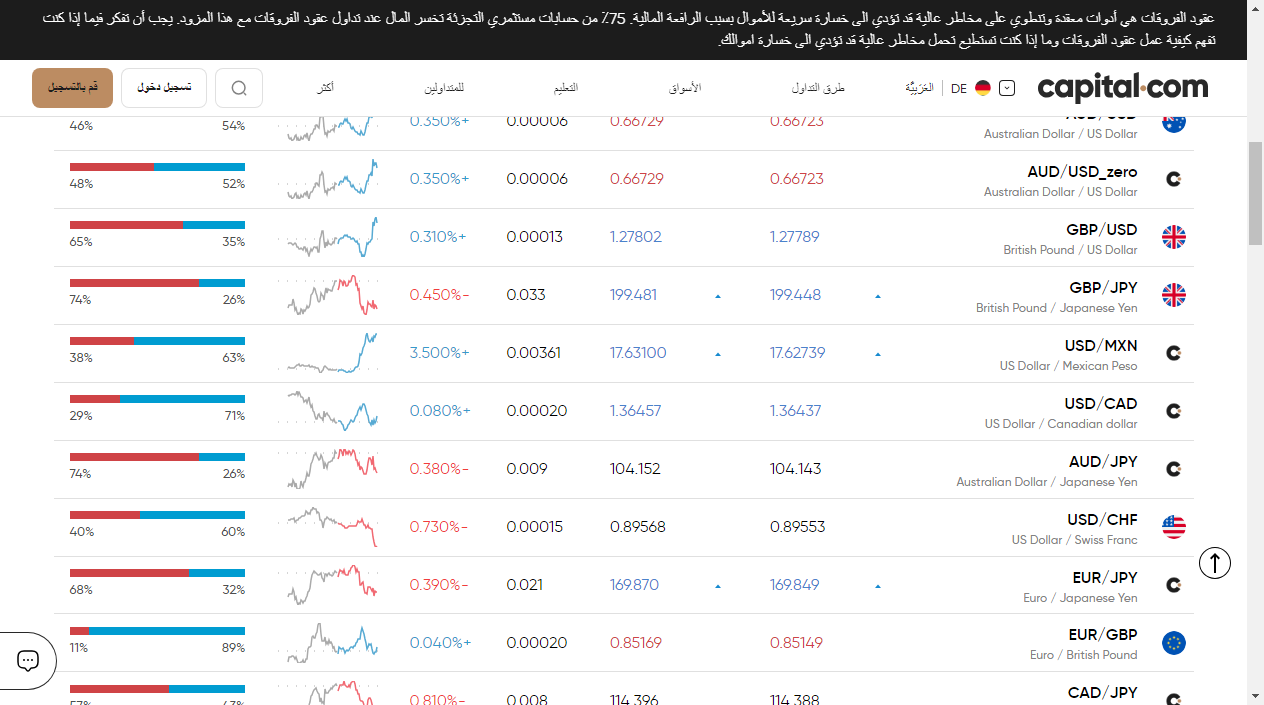 عقود الفروقات هي أدوات معقدة وتنطوي على مخاطر عالية قد تؤدي الى خسارة سريعة للأموال بسبب الرافعة المالية. 75٪ من حسابات مستثمري التجزئة تخسر المال عند تداول عقود الفروقات مع هذا المزود. يجب أن تفكر فيما إذا كنت
تفهم كيفية عمل عقود الفروقات وما إذا كنت تستطيع تحمل مخاطر عالية قد تؤدي الى خسارة اموالك.
capital.com DE العَرَبِيَّة طرق التداول الأسواق التعليم للمتداولين أكثر تسجيل دخول قم بالتسجيل
AUD/USD 0.66723 0.66729 0.00006 0.350%+ 54% 46%
Australian Dollar / US Dollar
AUD/USD_zero 0.66723 0.66729 0.00006 0.350%+ 52% 48%
Australian Dollar / US Dollar
GBP/USD 1.27789 1.27802 0.00013 0.310%+ 35% 65%
British Pound / US Dollar
GBP/JPY 199.448 199.481 0.033 0.450%- 26% 74%
British Pound / Japanese Yen
USD/MXN 17.62739 17.63100 0.00361 3.500%+ 63% 38%
US Dollar / Mexican Peso
USD/CAD 1.36437 1.36457 0.00020 0.080%+ 71% 29%
US Dollar / Canadian dollar
AUD/JPY 104.143 104.152 0.009 0.380%- 26% 74%
Australian Dollar / Japanese Yen
USD/CHF 0.89553 0.89568 0.00015 0.730%- 60% 40%
US Dollar / Swiss Franc
EUR/JPY 169.849 169.870 0.021 0.390%- 32% 68%
Euro / Japanese Yen
EUR/GBP 0.85149 0.85169 0.00020 0.040%+ 89% 11%
Euro / British Pound
CAD/JPY 114.388 114.396 0.008 0.810%- 43% 57%